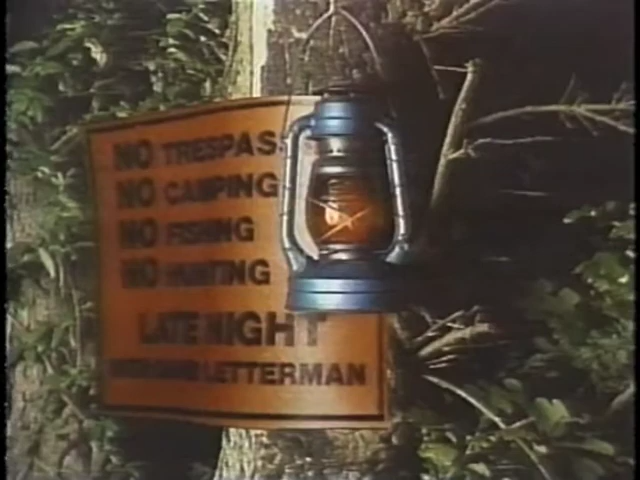 NO TRESPAS
NO CAMPING
NO FISHING
NO HUNTING
LATE NIGHT
LETTERMAN